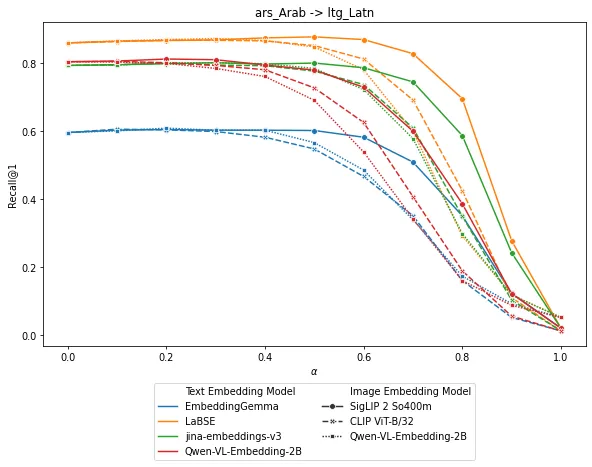 ars_Arab -> ltg_Latn
Recall@1
0.8
0.6
0.4
0.2
0.0
0.0 0.2 0.4 0.6 0.8 1.0
α
Text Embedding Model Image Embedding Model
EmbeddingGemma SigLIP 2 So400m
LaBSE CLIP ViT-B/32
jina-embeddings-v3 Qwen-VL-Embedding-2B
Qwen-VL-Embedding-2B